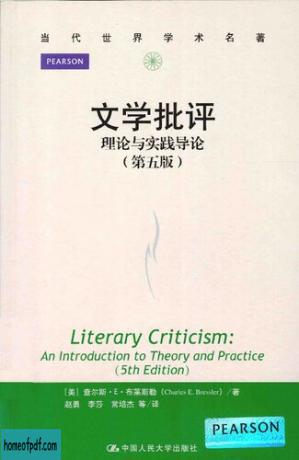 当代世界学术名著
PEARSON
文学批评
理论与实践导论
（第五版）
Literary Criticism:
An Introduction to Theory and Practice
(5th Edition)
[美] 查尔斯·E·布莱斯勒（Charles E. Bressler）/著
赵勇 李莎 常培杰 等/译
PEARSON
homeofpdf.com
中国人民大学出版社